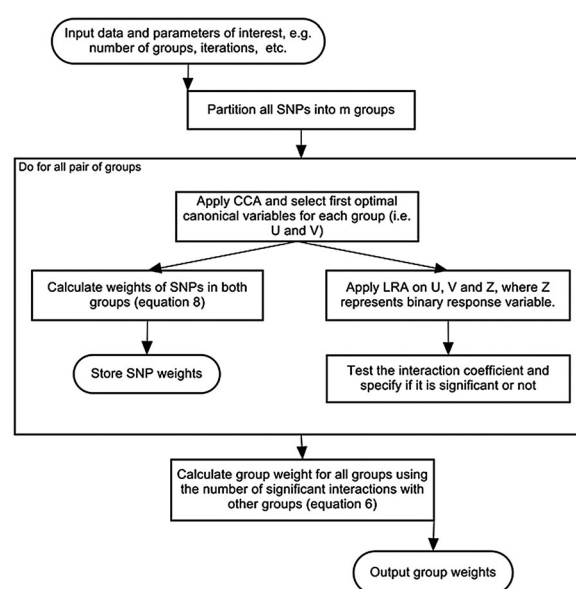 Input data and parameters of interest, e.g.
number of groups, iterations, etc.
Partition all SNPs into m groups
Do for all pair of groups
Apply CCA and select first optimal
canonical variables for each group (i.e.
U and V)
Calculate weights of SNPs in both
groups (equation 8)
Apply LRA on U, V and Z, where Z
represents binary response variable.
Store SNP weights
Test the interaction coefficient and
specify if it is significant or not
Calculate group weight for all groups using
the number of significant interactions with
other groups (equation 6)
Output group weights